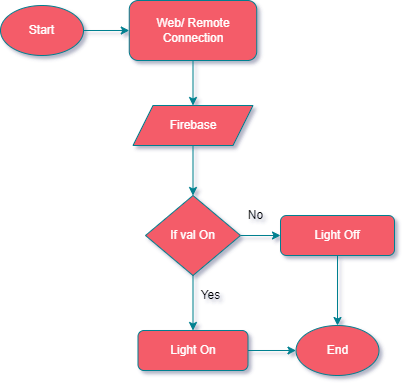 Start
Web/ Remote
Connection
Firebase
If val On
No
Light Off
Yes
Light On
End